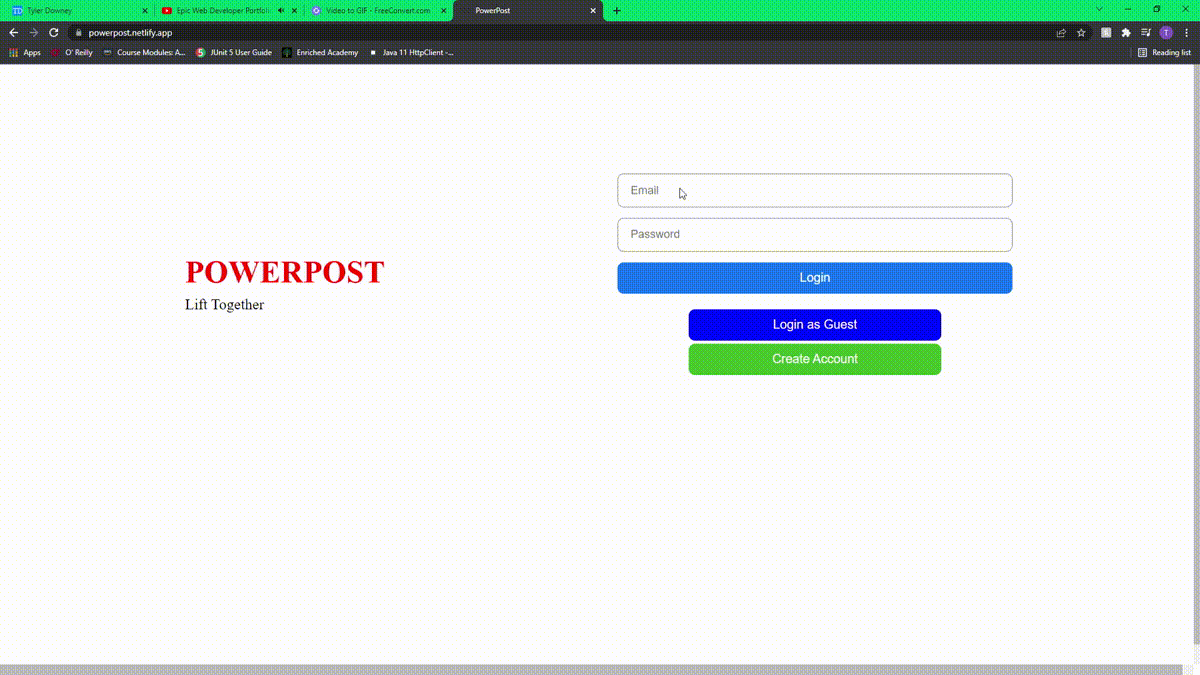 Tyler Downey
Epic Web Developer Portfolio
Video to GIF - FreeConvert.com
PowerPost
powerpost.netlify.app
Apps
O' Reilly
Course Modules: A...
JUnit 5 User Guide
Enriched Academy
Java 11 HttpClient -...
Reading list
Email
Password
Login
Login as Guest
Create Account
POWERPOST
Lift Together